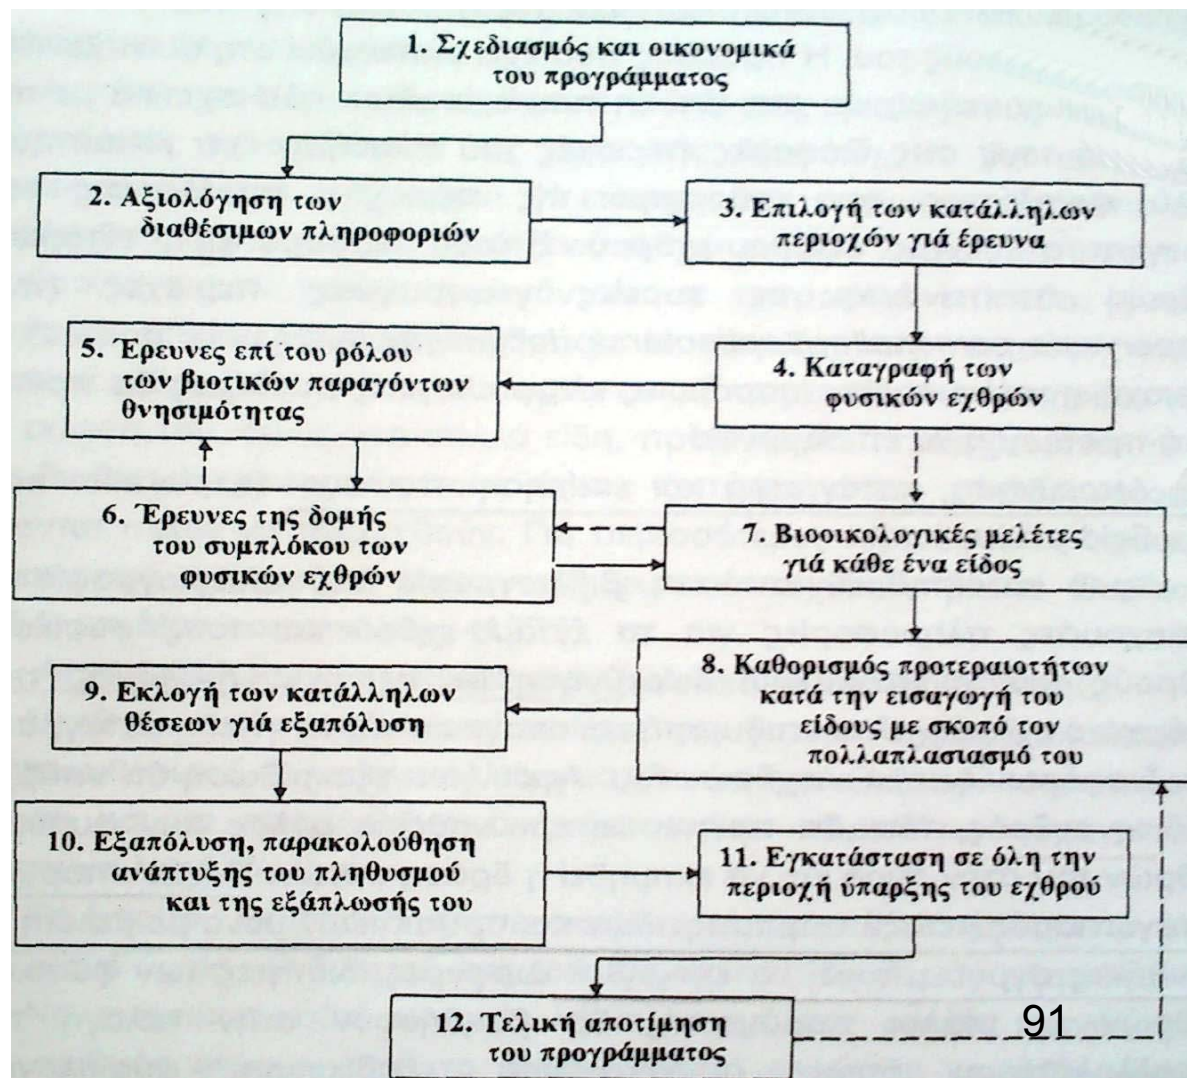 1. Σχεδιασμός και οικονομικά
του προγράμματος
2. Αξιολόγηση των
διαθέσιμων πληροφοριών
3. Επιλογή των κατάλληλων
περιοχών γιά έρευνα
5. Έρευνες επί του ρόλου
των βιοτικών παραγόντων
θνησιμότητας
4. Καταγραφή των
φυσικών εχθρών
6. Έρευνες της δομής
του συμπλόκου των
φυσικών εχθρών
7. Βιοοικολογικές μελέτες
γιά κάθε ένα είδος
8. Καθορισμός προτεραιοτήτων
κατά την εισαγωγή του
είδους με σκοπό τον
πολλαπλασιασμό του
9. Εκλογή των κατάλληλων
θέσεων γιά εξαπόλυση
10. Εξαπόλυση, παρακολούθηση
ανάπτυξης του πληθυσμού
και της εξάπλωσής του
11. Εγκατάσταση σε όλη την
περιοχή ύπαρξης του εχθρού
12. Τελική αποτίμηση
του προγράμματος
91